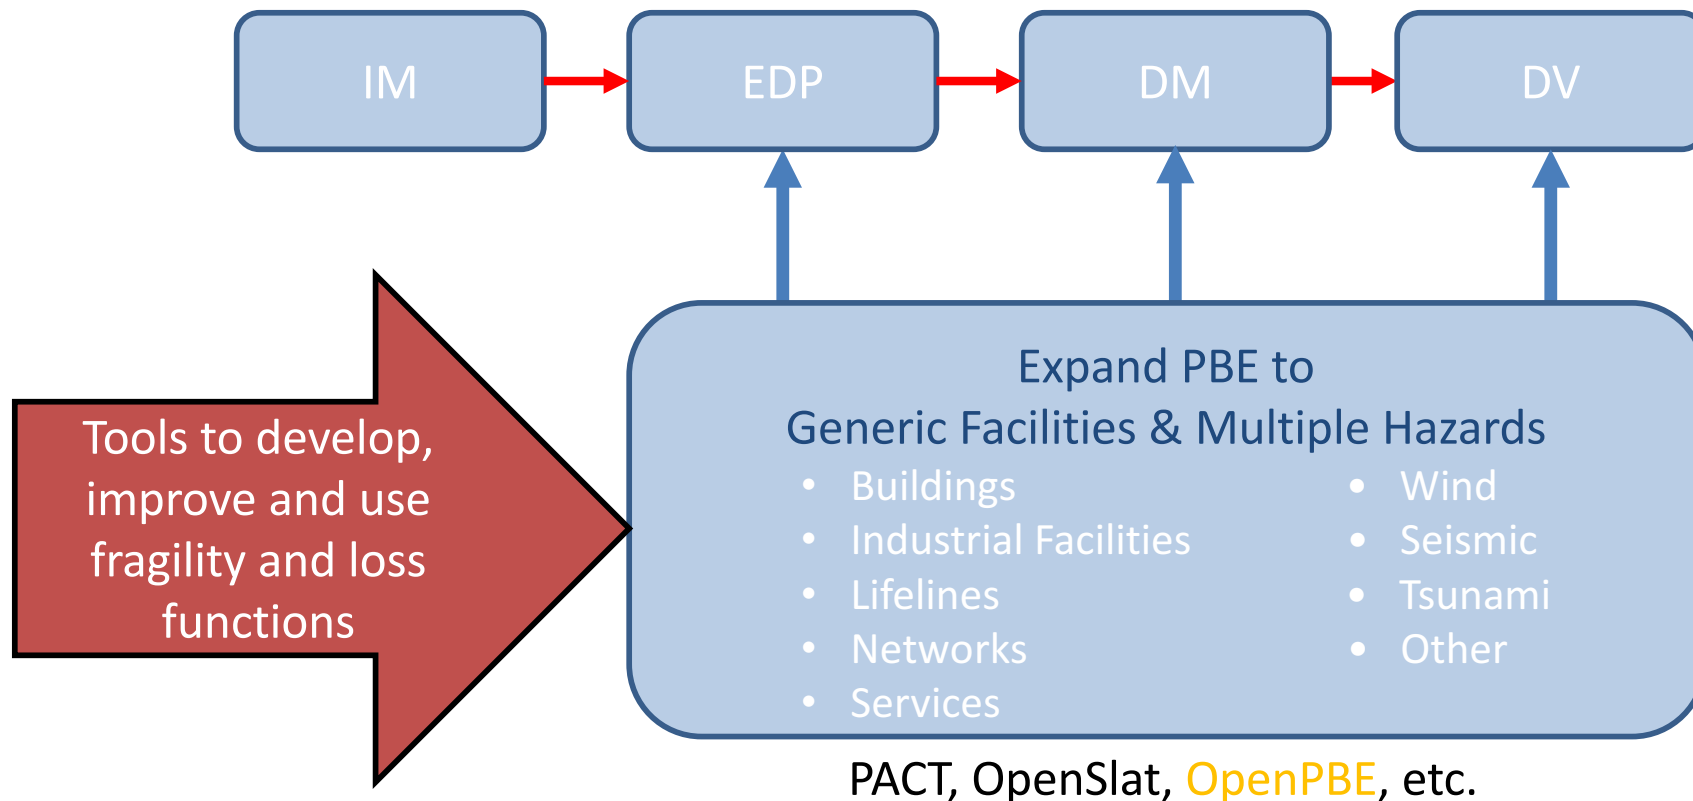 IM
EDP
DM
DV
Tools to develop,
improve and use
fragility and loss
functions
Expand PBE to
Generic Facilities & Multiple Hazards
• Buildings
• Industrial Facilities
• Lifelines
• Networks
• Services
• Wind
• Seismic
• Tsunami
• Other
PACT, OpenSlat, OpenPBE, etc.